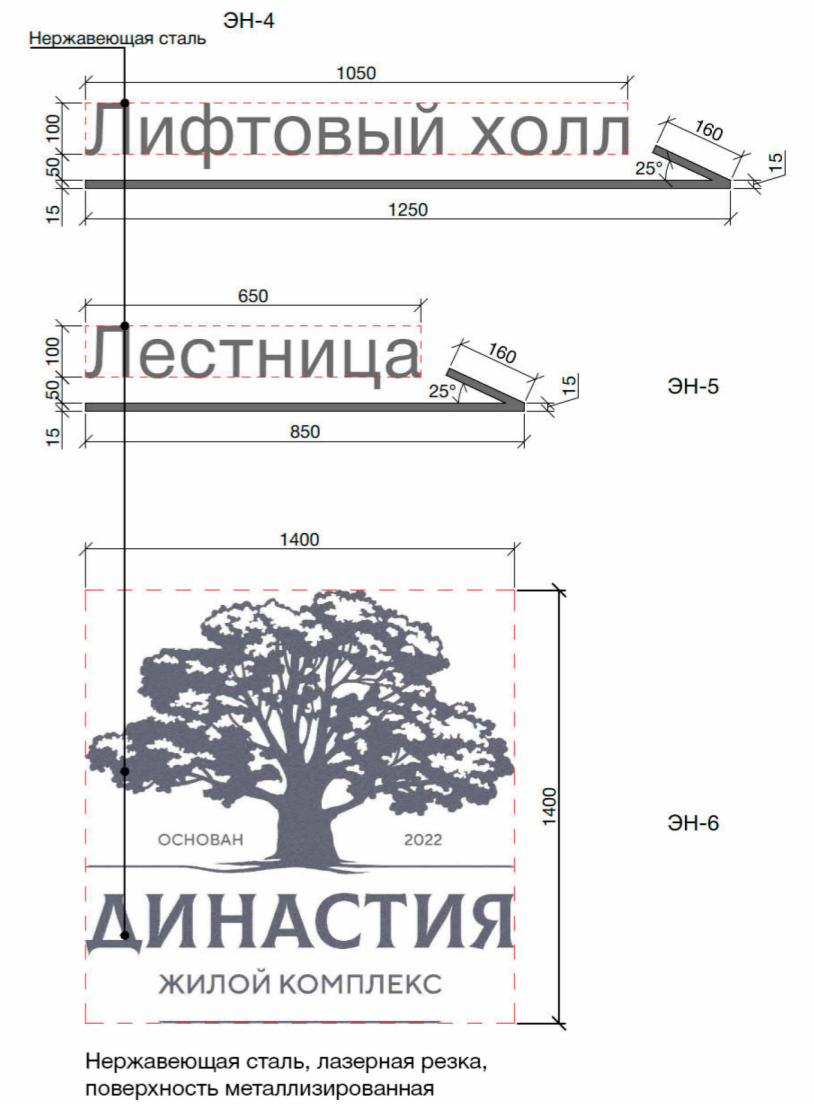 ЭН-4
Нержавеющая сталь
1050
Лифтовый холл
100
50
15
160
25°
15
1250
650
Лестница
100
50
15
160
25°
15
ЭН-5
850
1400
ОСНОВАН 2022
1400
ЭН-6
ДИНАСТИЯ
ЖИЛОЙ КОМПЛЕКС
Нержавеющая сталь, лазерная резка,
поверхность металлизированная